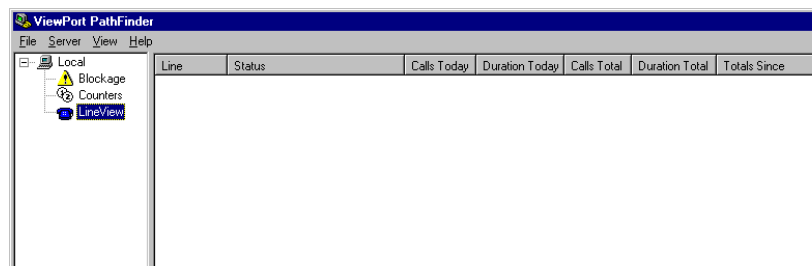 ViewPort PathFinder
File Server View Help
Local
Blockage
Counters
LineView
Line Status Calls Today Duration Today Calls Total Duration Total Totals Since